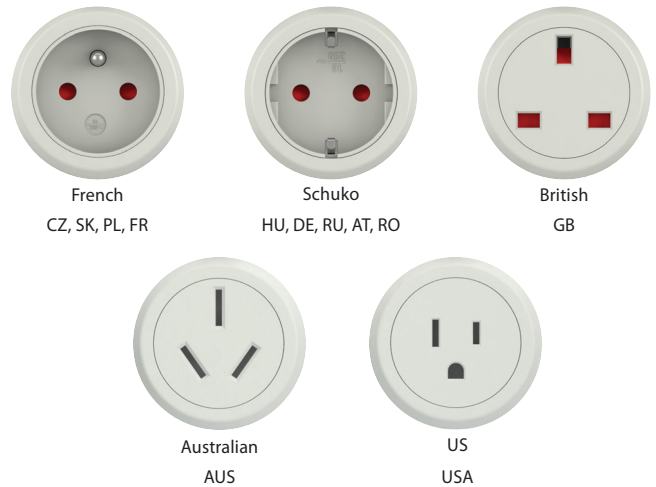 French
CZ, SK, PL, FR
Schuko
HU, DE, RU, AT, RO
British
GB
Australian
AUS
US
USA